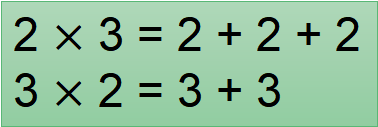 2 × 3 = 2 + 2 + 2
3 × 2 = 3 + 3